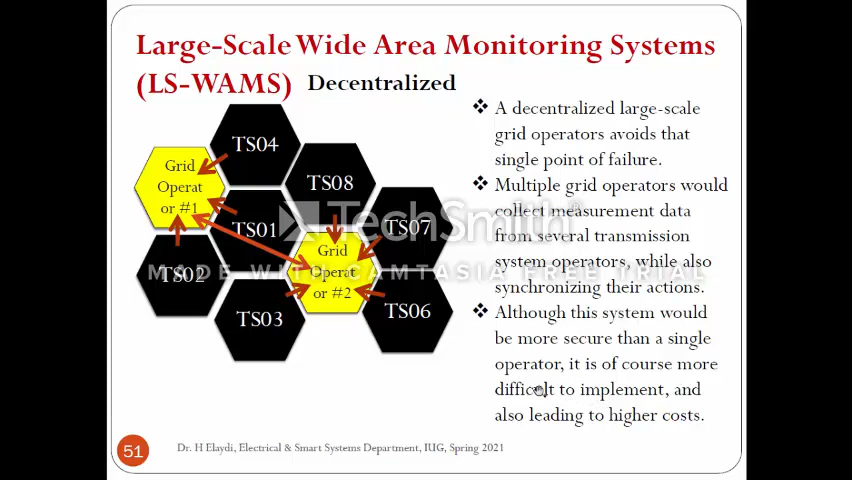 Large-Scale Wide Area Monitoring Systems
(LS-WAMS) Decentralized
TS04
Grid
Operat
or #1
TS08
TS01
TS07
Grid
Operat
or #2
TS02
TS03
TS06
❖ A decentralized large-scale
grid operators avoids that
single point of failure.
❖ Multiple grid operators would
collect measurement data
from several transmission
system operators, while also
synchronizing their actions.
❖ Although this system would
be more secure than a single
operator, it is of course more
difficult to implement, and
also leading to higher costs.
TechSmith®
MADE WITH CAMTASIA FREE TRIAL
51
Dr. H Elaydi, Electrical & Smart Systems Department, IUG, Spring 2021